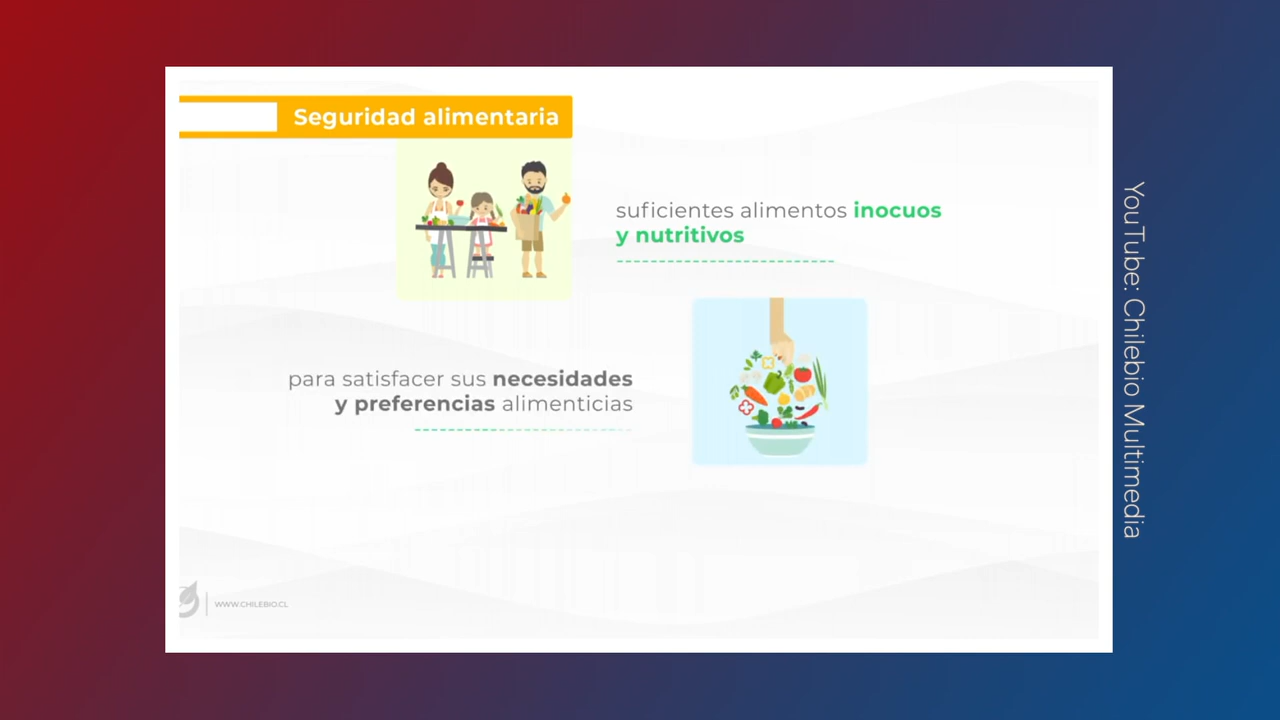 Seguridad alimentaria
suficientes alimentos inocuos
y nutritivos
para satisfacer sus necesidades
y preferencias alimenticias
WWW.CHILEBIO.CL
YouTube: Chilebio Multimedia